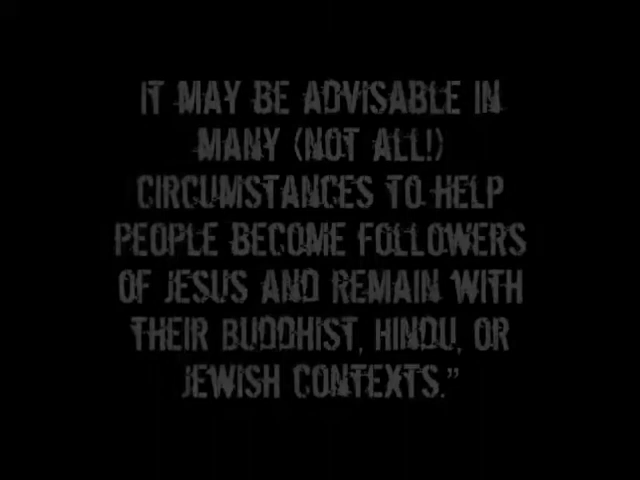 IT MAY BE ADVISABLE IN
MANY (NOT ALL!)
CIRCUMSTANCES TO HELP
PEOPLE BECOME FOLLOWERS
OF JESUS AND REMAIN WITH
THEIR BUDDHIST, HINDU, OR
JEWISH CONTEXTS.”